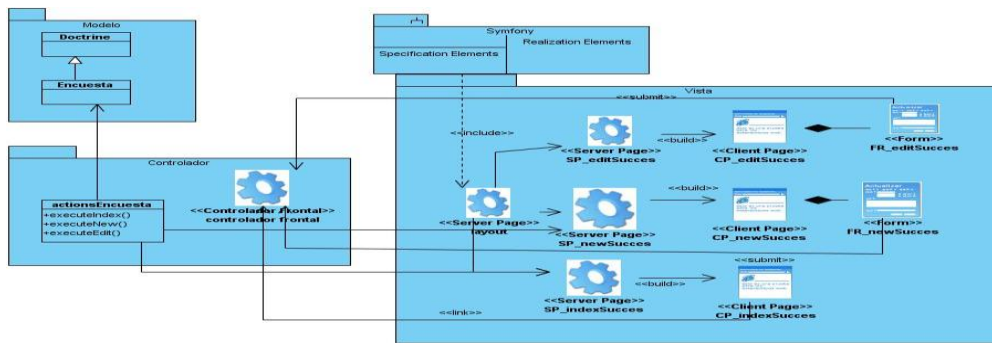 Modelo
Doctrine
Encuesta
Symfony
Specification Elements
Realization Elements
Vista
<<submit>>
<<include>>
<<Server Page>>
SP_editSucces
<<build>>
<<Client Page>>
CP_editSucces
Actualizar
<<Form>>
FR_editSucces
Controlador
actionsEncuesta
+executeIndex()
+executeNew()
+executeEdit()
<<Controlador frontal>>
controlador frontal
<<Server Page>>
layout
<<Server Page>>
SP_newSucces
<<build>>
<<Client Page>>
CP_newSucces
Actualizar
<<Form>>
FR_newSucces
<<submit>>
<<Server Page>>
SP_indexSucces
<<build>>
<<Client Page>>
CP_indexSucces
<<link>>